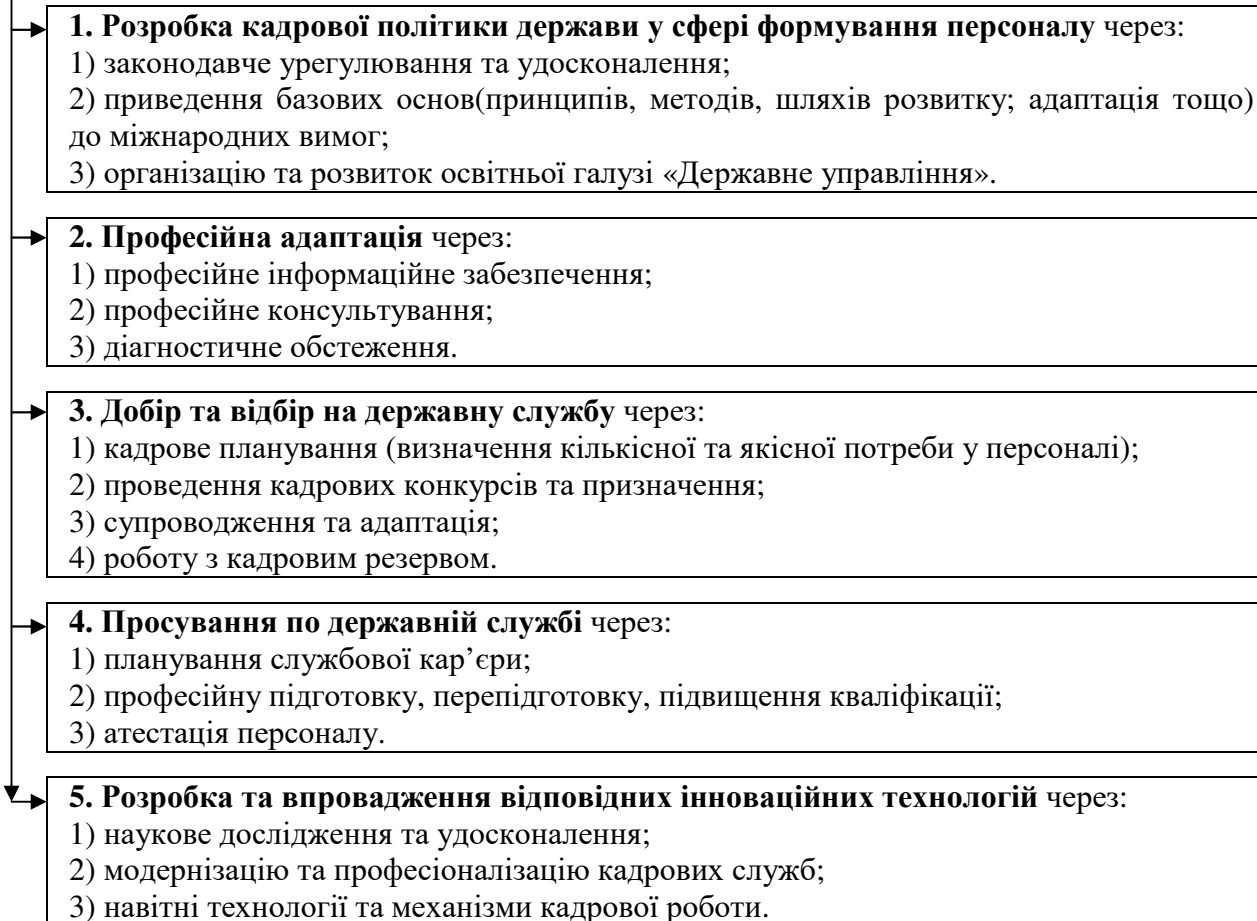 1. Розробка кадрової політики держави у сфері формування персоналу через:
1) законодавче урегулювання та удосконалення;
2) приведення базових основ(принципів, методів, шляхів розвитку; адаптація тощо)
до міжнародних вимог;
3) організацію та розвиток освітньої галузі «Державне управління».
2. Професійна адаптація через:
1) професійне інформаційне забезпечення;
2) професійне консультування;
3) діагностичне обстеження.
3. Добір та відбір на державну службу через:
1) кадрове планування (визначення кількісної та якісної потреби у персоналі);
2) проведення кадрових конкурсів та призначення;
3) супроводження та адаптація;
4) роботу з кадровим резервом.
4. Просування по державній службі через:
1) планування службової кар’єри;
2) професійну підготовку, перепідготовку, підвищення кваліфікації;
3) атестація персоналу.
5. Розробка та впровадження відповідних інноваційних технологій через:
1) наукове дослідження та удосконалення;
2) модернізацію та професіоналізацію кадрових служб;
3) навітні технології та механізми кадрової роботи.